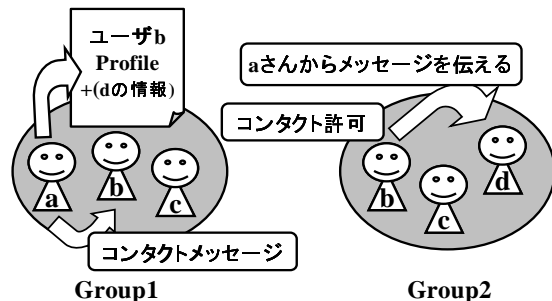 ユーザb
Profile
+(dの情報)
aさんからメッセージを伝える
コンタクト許可
a
b
c
b
c
d
コンタクトメッセージ
Group1
Group2